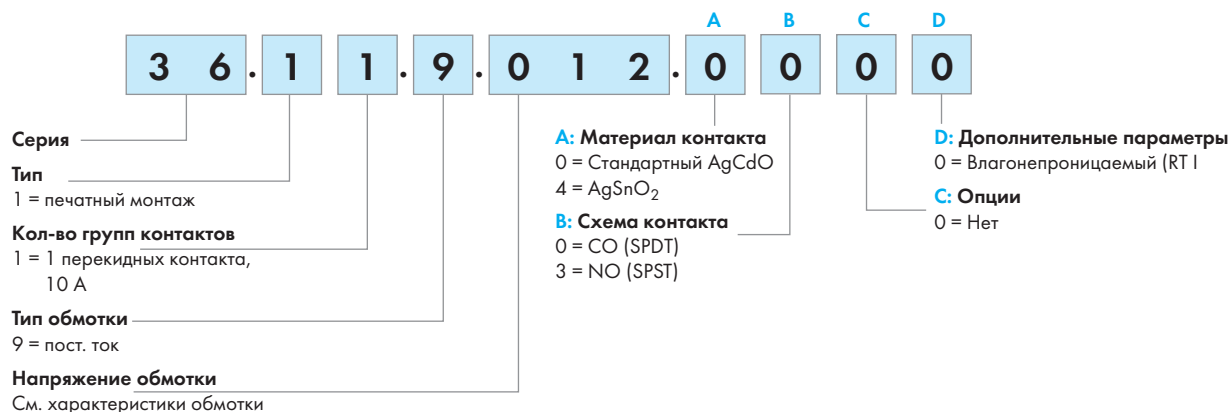 A B C D
3 6 . 1 1 . 9 . 0 1 2 . 0 0 0 0
Серия
Тип
1 = печатный монтаж
Кол-во групп контактов
1 = 1 перекидных контакта,
10 A
Тип обмотки
9 = пост. ток
Напряжение обмотки
См. характеристики обмотки
A: Материал контакта
0 = Стандартный AgCdO
4 = AgSnO2
B: Схема контакта
0 = CO (SPDT)
3 = NO (SPST)
D: Дополнительные параметры
0 = Влагонепроницаемый (RT I
C: Опции
0 = Нет